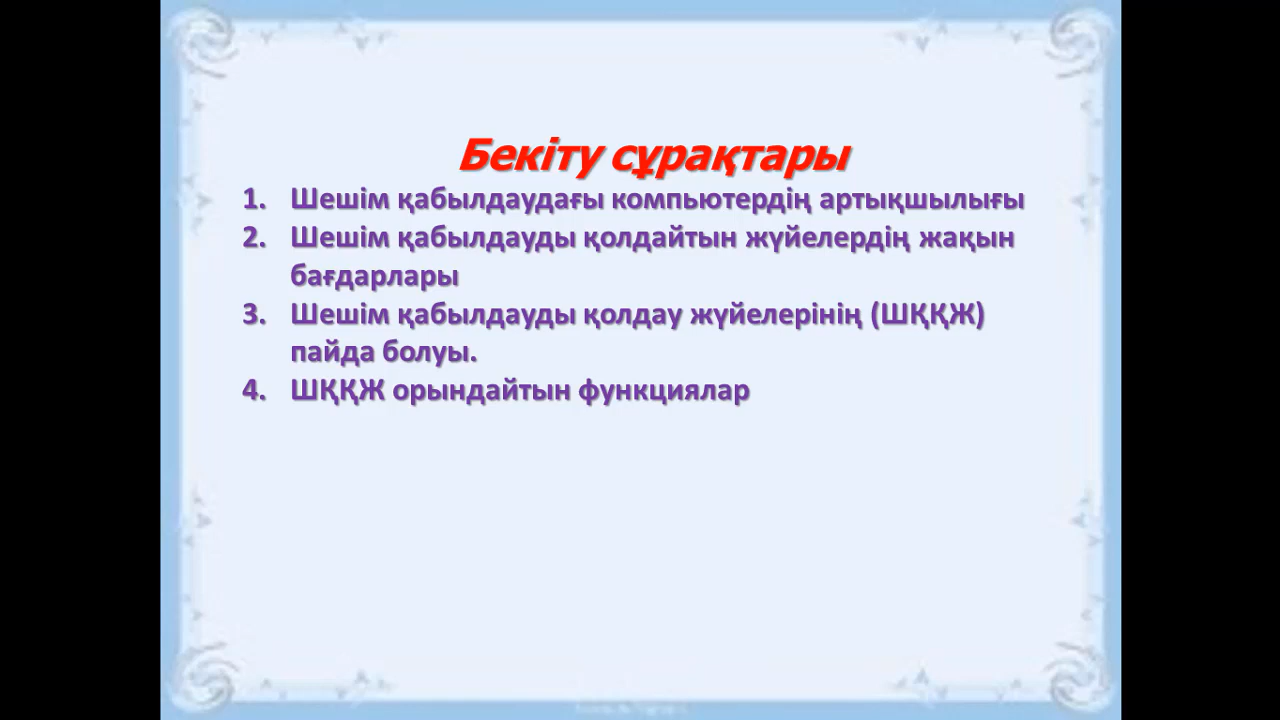 Бекіту сұрақтары
1. Шешім қабылдаудағы компьютердің артықшылығы
2. Шешім қабылдауды қолдайтын жүйелердің жақын
бағдарлары
3. Шешім қабылдауды қолдау жүйелерінің (ШҚҚЖ)
пайда болуы.
4. ШҚҚЖ орындайтын функциялар